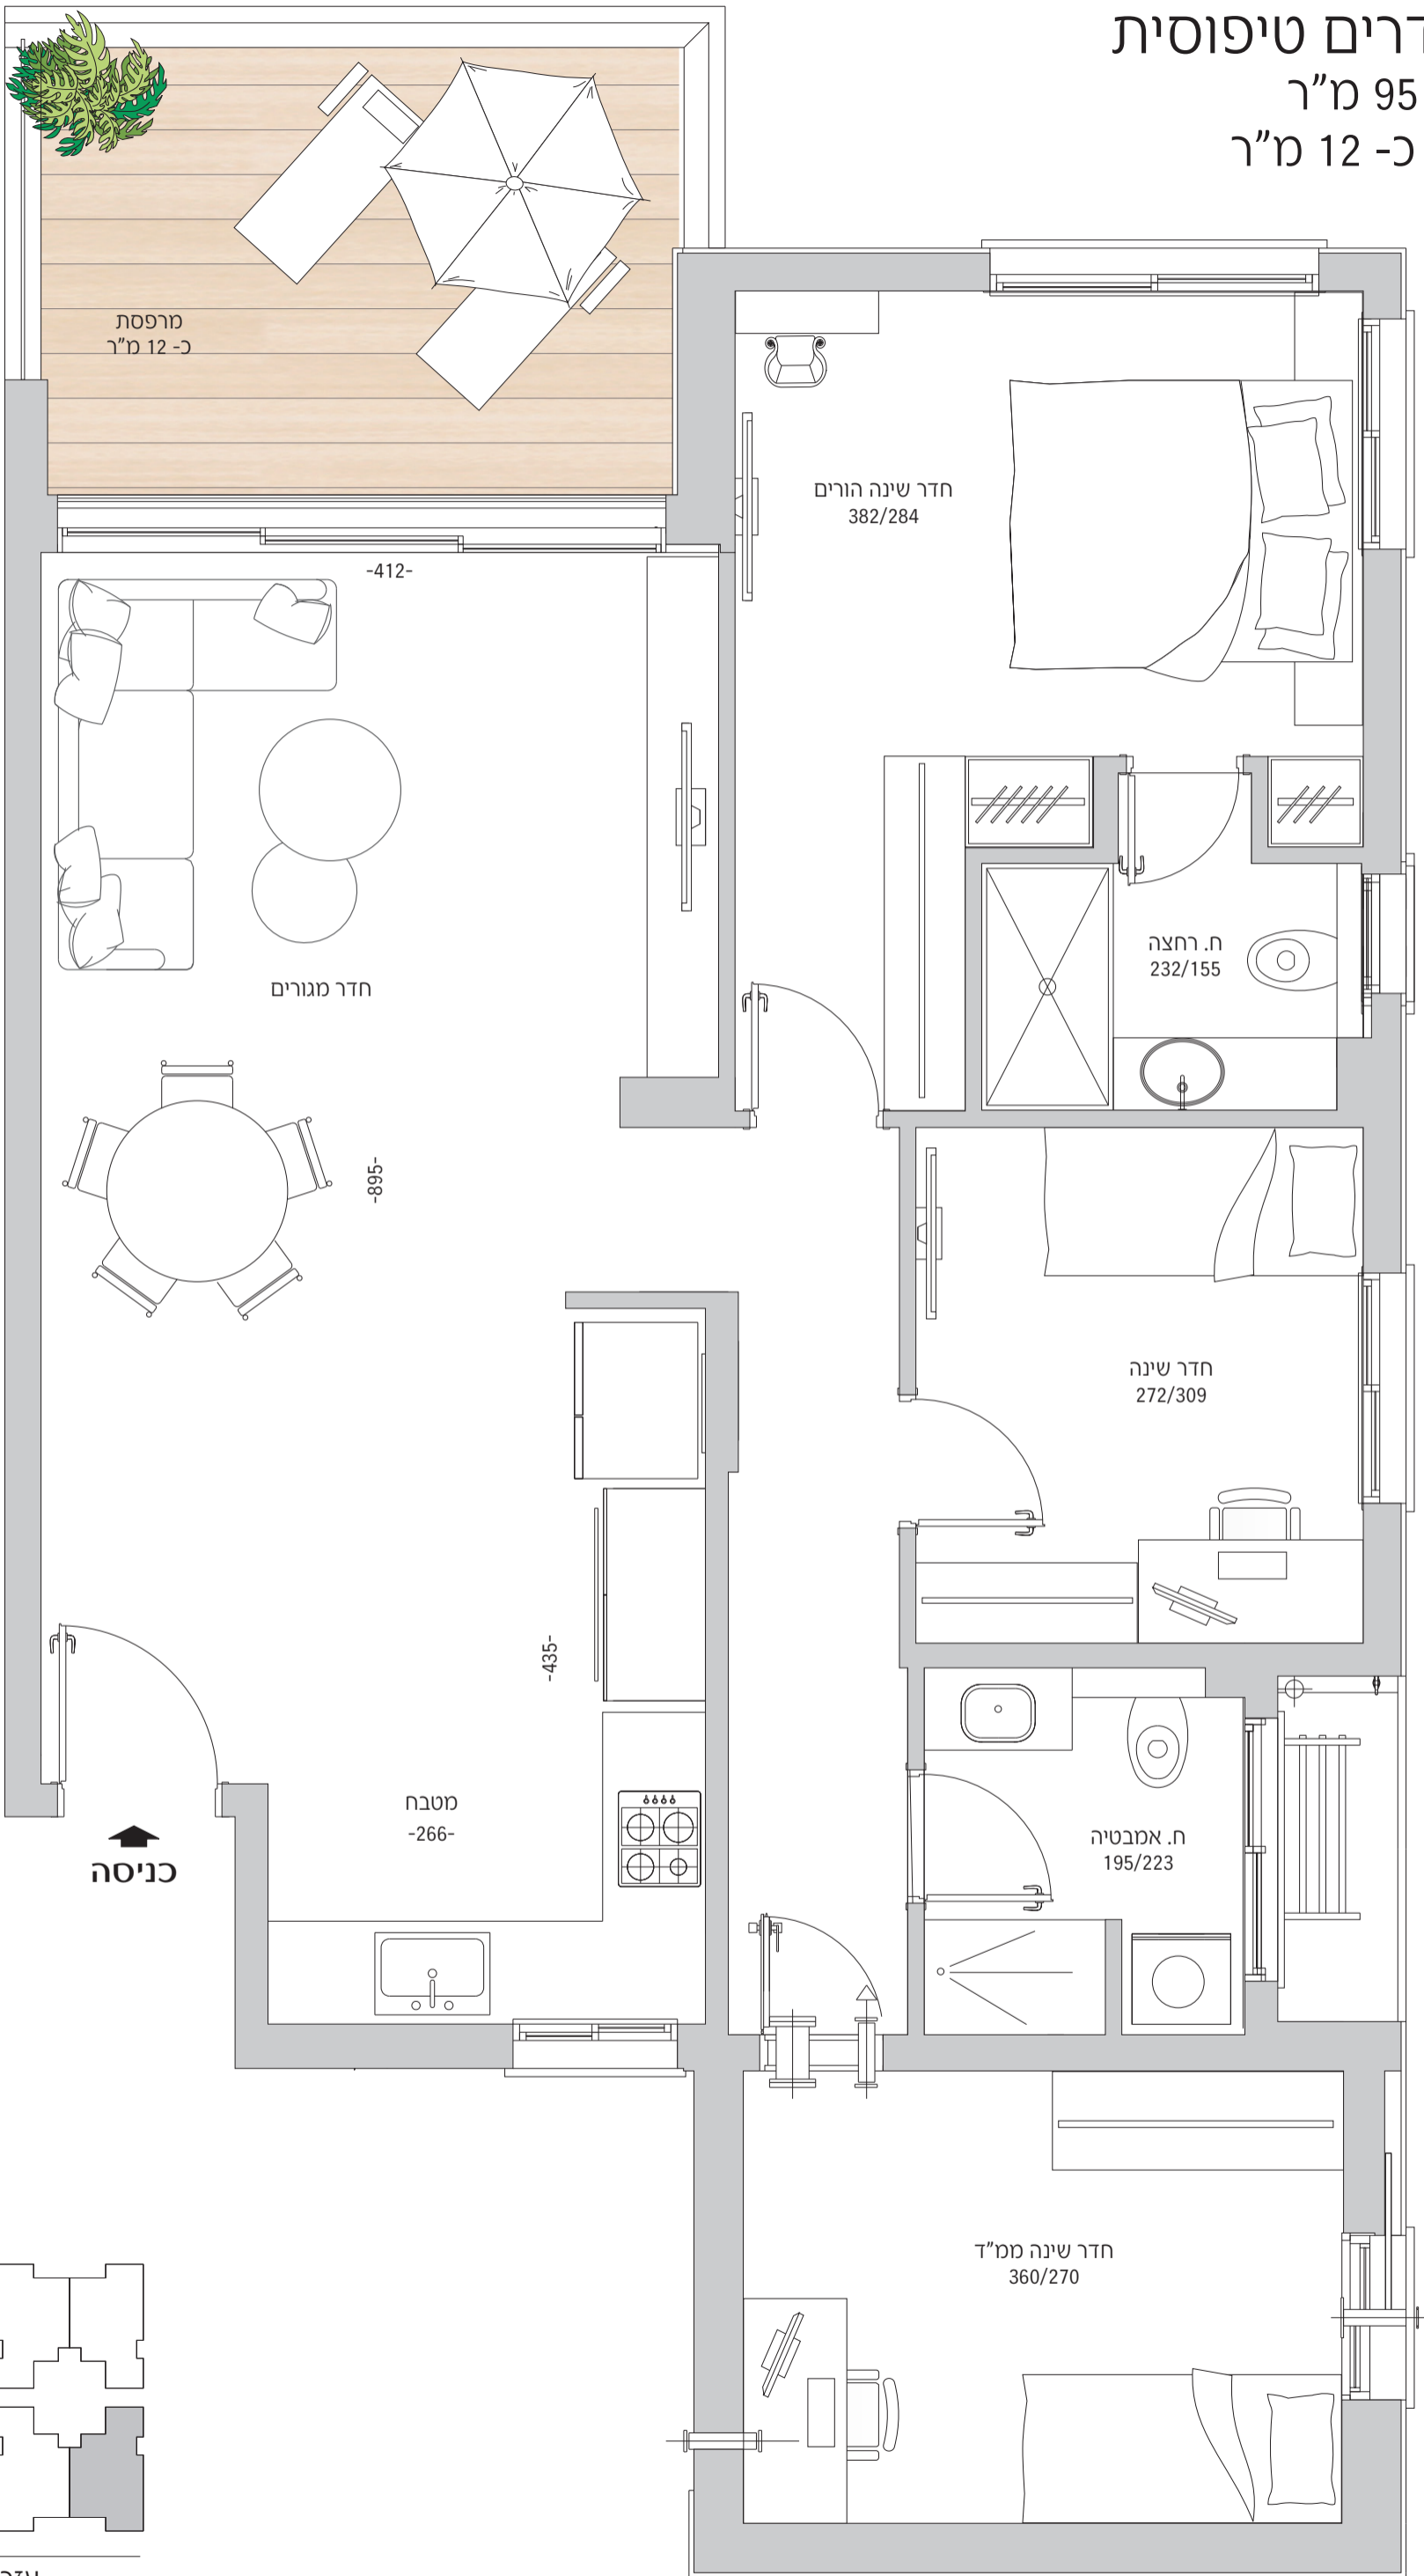 טיפוסית
95 מ"ר
כ- 12 מ"ר
מרפסת
כ- 12 מ"ר
חדר שינה הורים
382/284
-412-
ח. רחצה
232/155
חדר מגורים
-895-
חדר שינה
272/309
-435-
מטבח
-266-
כניסה
ח. אמבטיה
195/223
חדר שינה ממ"ד
360/270